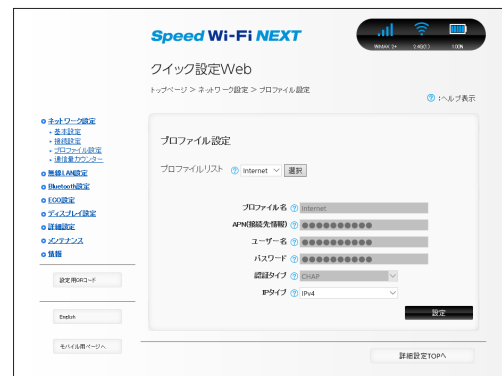 Speed Wi-Fi NEXT
WiMAX 2+ 2.4G(1) 100%
クイック設定Web
トップページ > ネットワーク設定 > プロファイル設定
? :ヘルプ表示
ネットワーク設定
基本設定
接続設定
プロファイル設定
通信量カウンター
無線LAN設定
Bluetooth設定
ECO設定
ディスプレイ設定
詳細設定
メンテナンス
情報
設定用QRコード
English
モバイル用ページへ
プロファイル設定
プロファイルリスト ? Internet 選択
プロファイル名 ? Internet
APN(接続先情報) ? ●●●●●●●●●●
ユーザー名 ? ●●●●●●●●●●
パスワード ? ●●●●●●●●●●
認証タイプ ? CHAP
IPタイプ ? IPv4
設定
詳細設定TOPへ